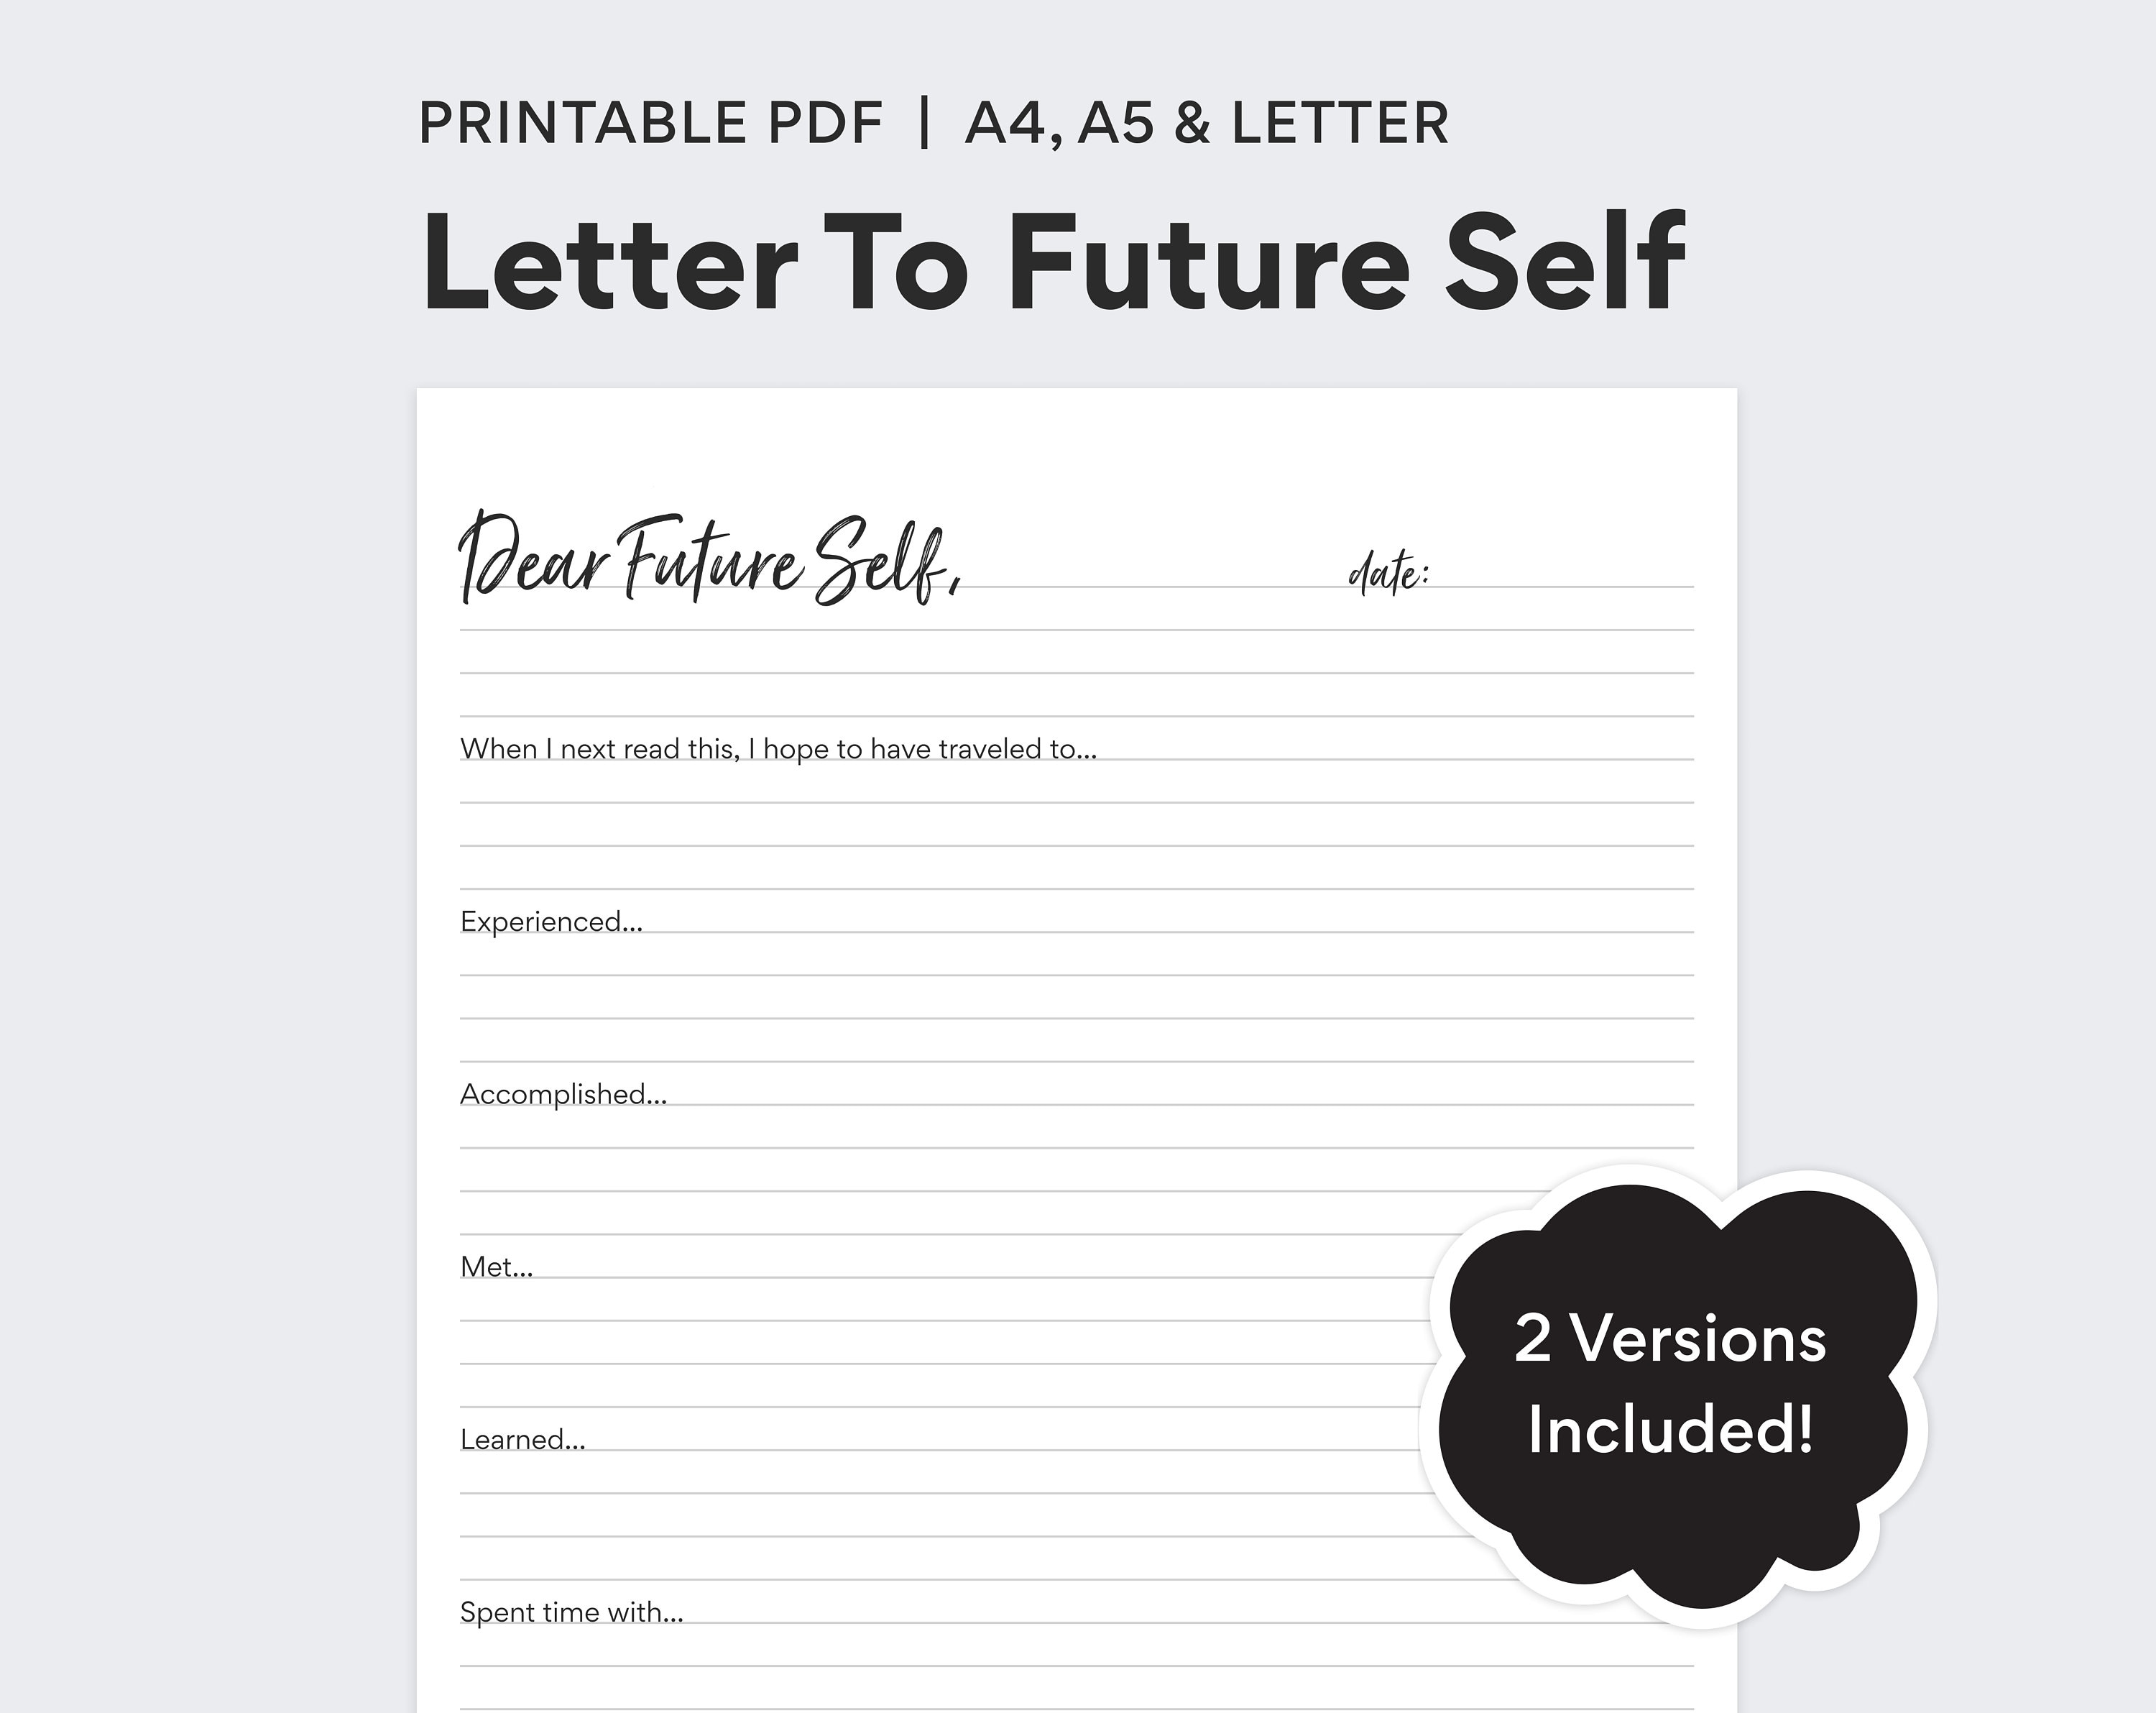 PRINTABLE PDF | A4, A5 & LETTER
Letter To Future Self
Dear Future Self,
date:
When I next read this, I hope to have traveled to...
Experienced...
Accomplished...
Met...
Learned...
Spent time with...
2 Versions
Included!